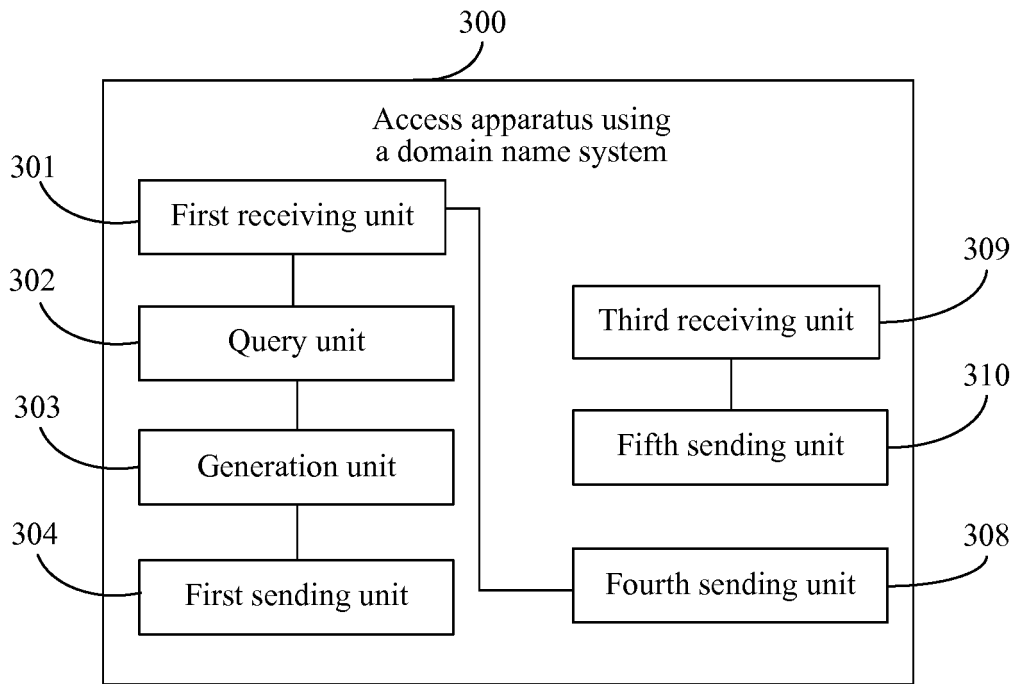 300
Access apparatus using
a domain name system
301
First receiving unit
302
Query unit
303
Generation unit
304
First sending unit
309
Third receiving unit
310
Fifth sending unit
308
Fourth sending unit